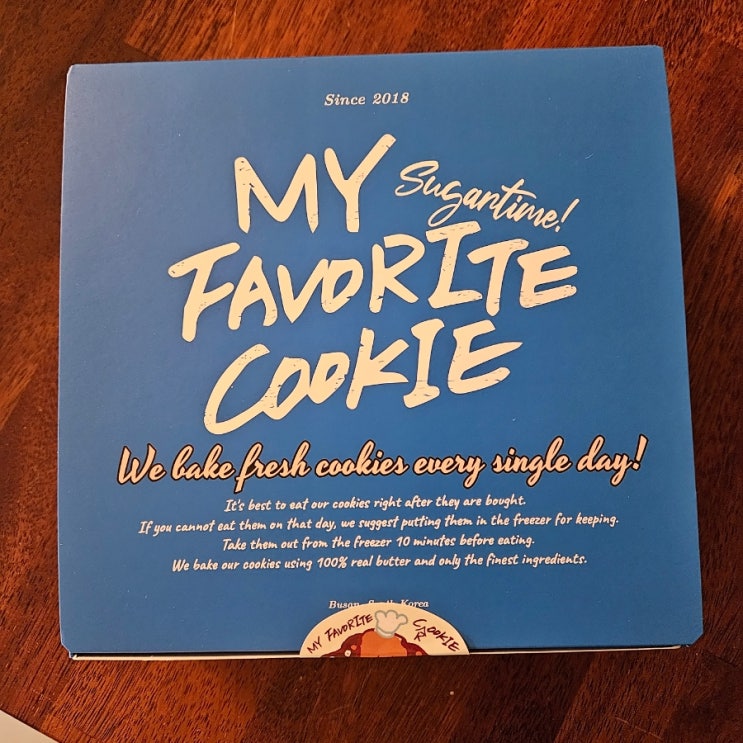 Since 2018
MY
Sugartime!
FAVORITE
COOKIE
We bake fresh cookies every single day!
It's best to eat our cookies right after they are bought.
If you cannot eat them on that day, we suggest putting them in the freezer for keeping.
Take them out from the freezer 10 minutes before eating.
We bake our cookies using 100% real butter and only the finest ingredients.
Busan, South Korea
MY FAVORITE COOKIE